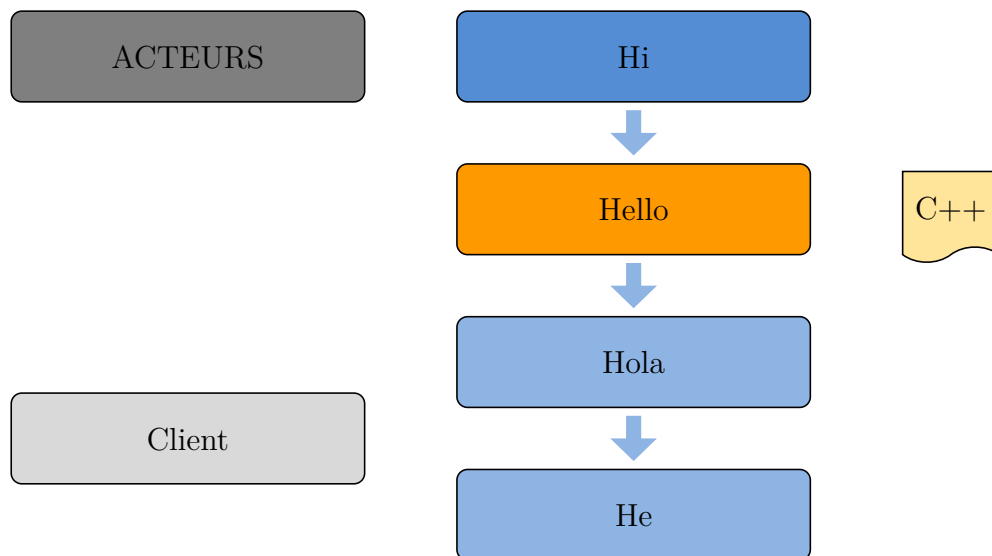 ACTEURS
Hi
Hello
C++
Hola
Client
He